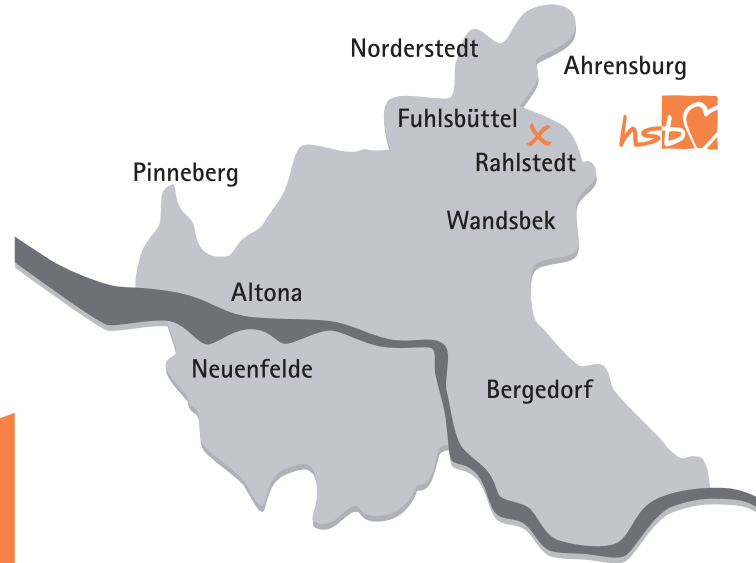 Norderstedt
Ahrensburg
Fuhlsbüttel
hsb
Rahlstedt
Pinneberg
Wandsbek
Altona
Neuenfelde
Bergedorf